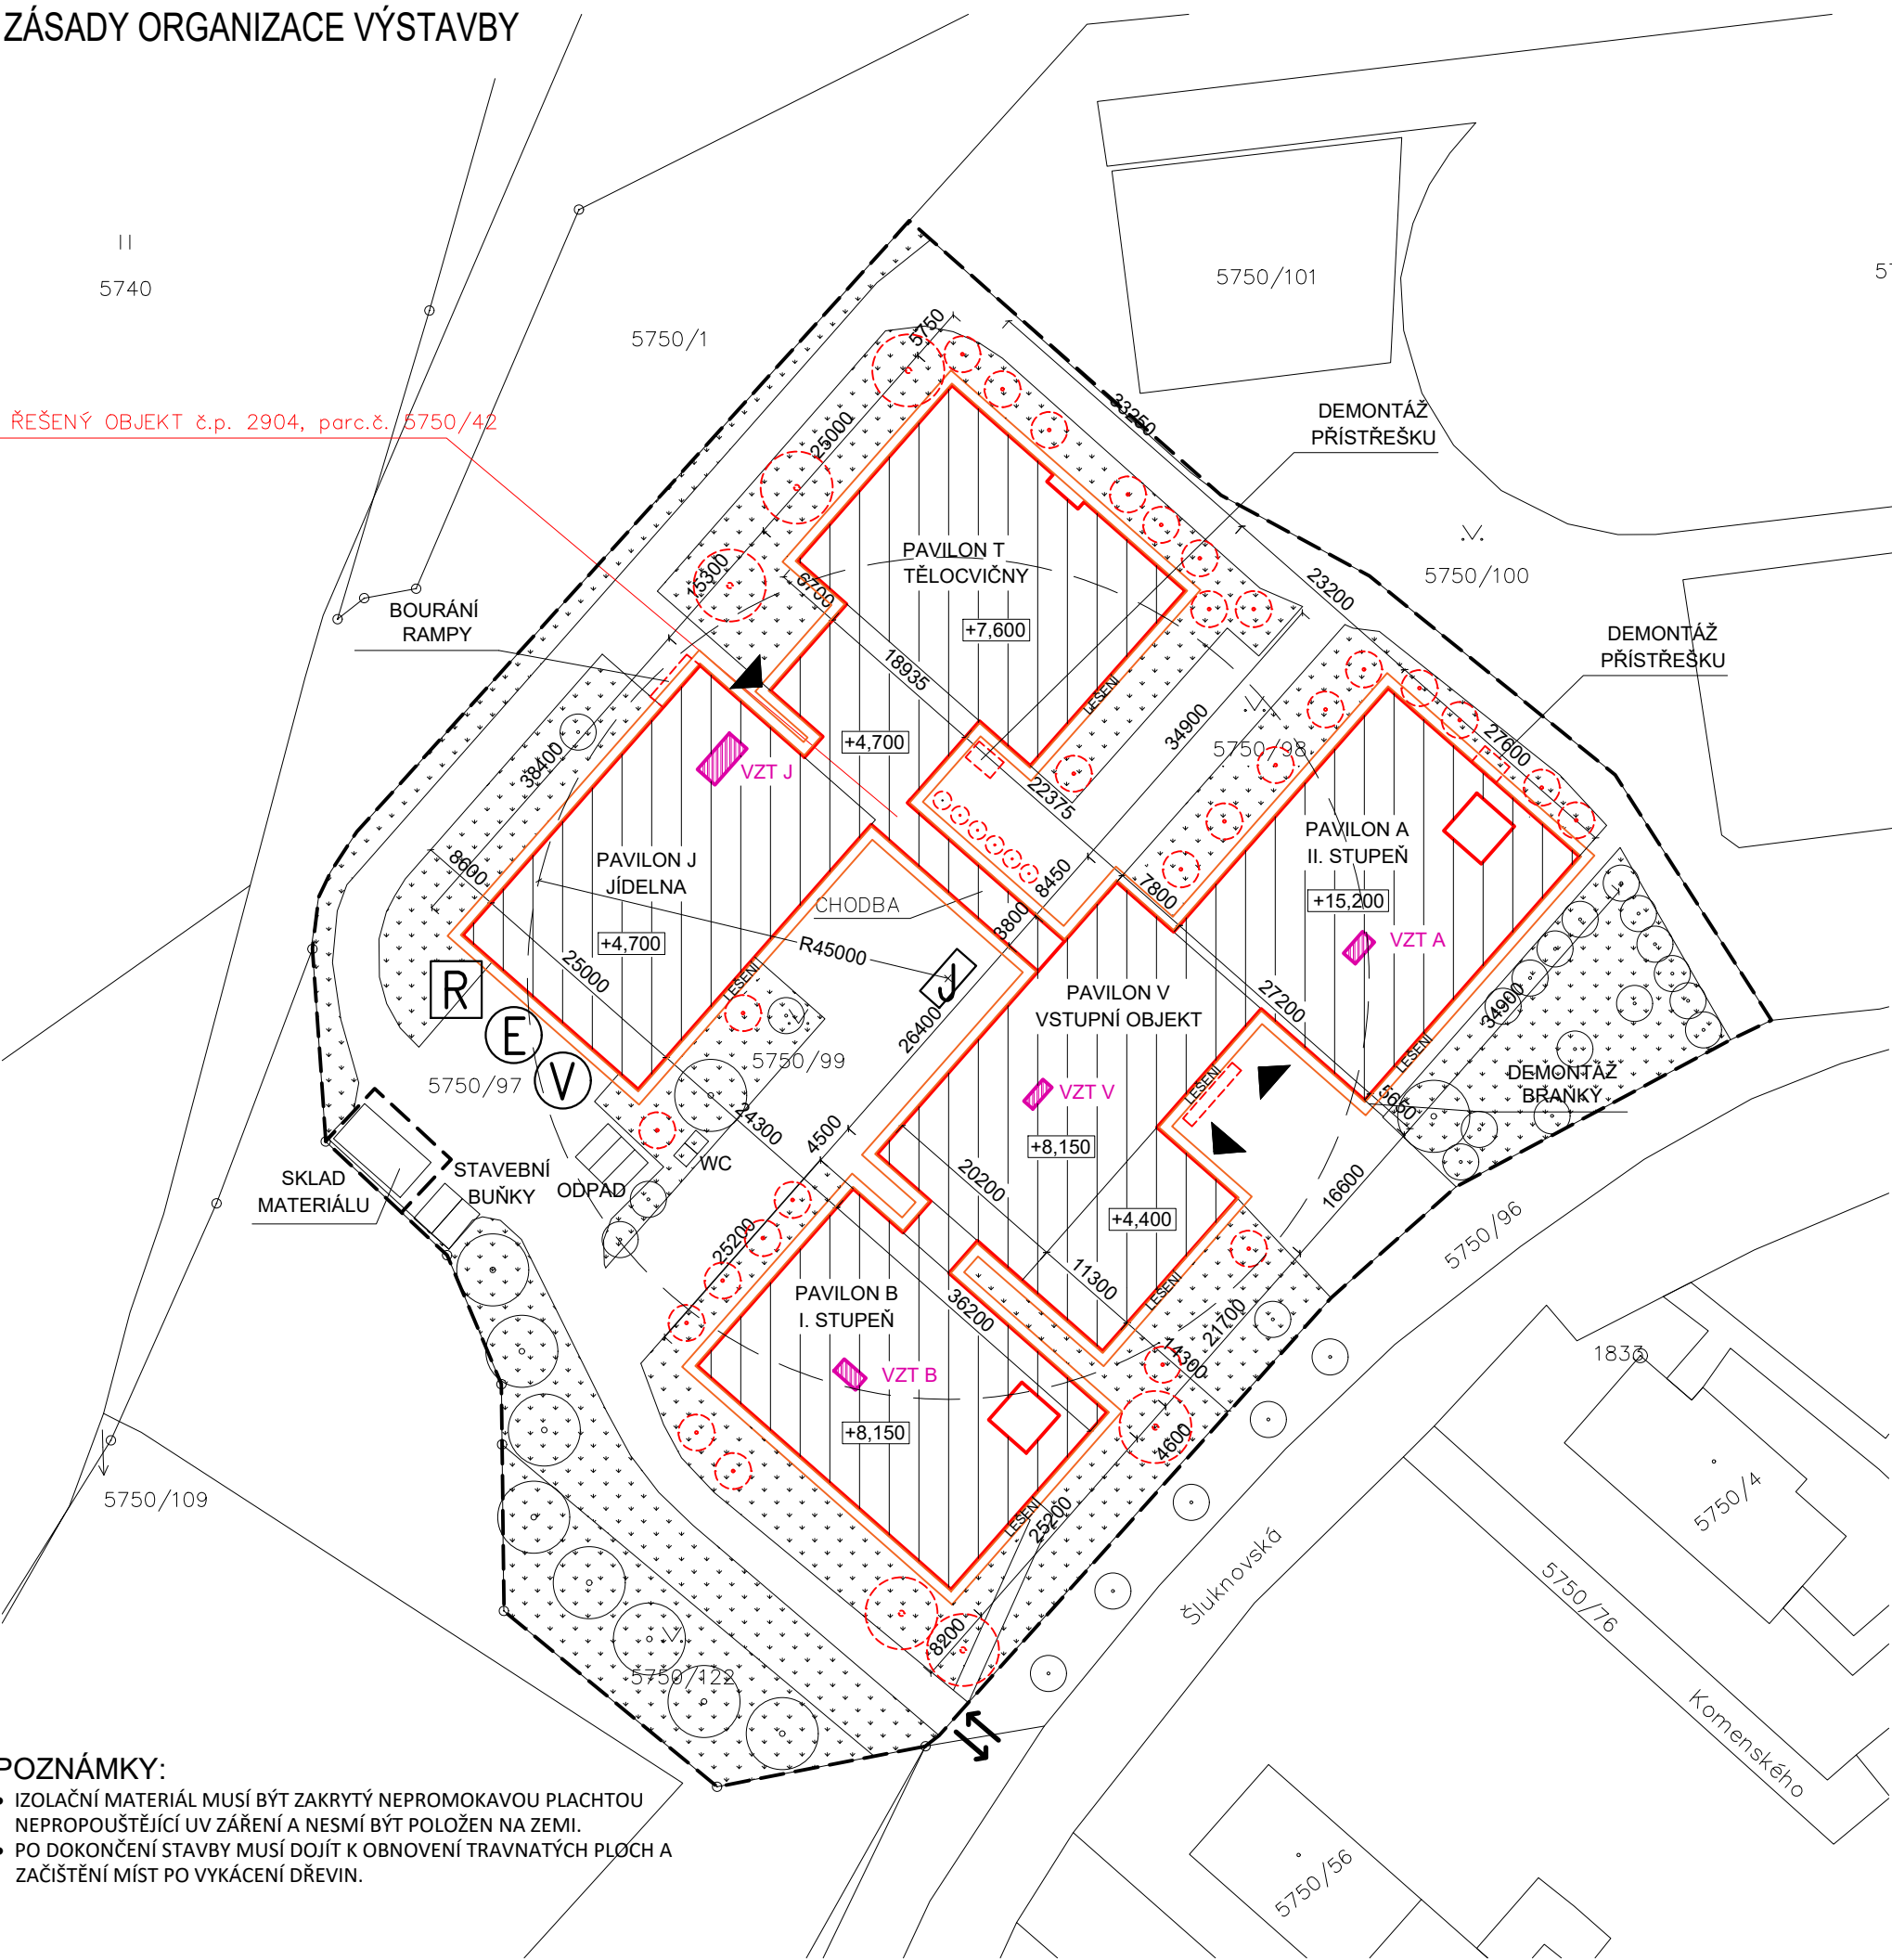 ZÁSADY ORGANIZACE VÝSTAVBY
5740
5750/1
5750/101
ŘEŠENÝ OBJEKT č.p. 2904, parc.č. 5750/42
DEMONTÁŽ
PŘÍSTŘEŠKU
5750
25000
33250
15300
6700
PAVILON T
TĚLOCVIČNY
+7,600
5750/100
23200
BOURÁNÍ
RAMPY
DEMONTÁŽ
PŘÍSTŘEŠKU
18935
LEŠENÍ
34900
5750/98
27600
+4,700
VZT J
38400
22375
PAVILON J
JÍDELNA
+4,700
8600
25000
CHODBA
R45000
8450
3800
7800
PAVILON A
II. STUPEŇ
+15,200
VZT A
J
R
E
V
LEŠENÍ
26400
PAVILON V
VSTUPNÍ OBJEKT
27200
34900
LEŠENÍ
5750/97
5750/99
24300
4500
VZT V
+8,150
LEŠENÍ
DEMONTÁŽ
BRANKY
5650
SKLAD
MATERIÁLU
STAVEBNÍ
BUŇKY
ODPAD
WC
20200
+4,400
16600
5750/96
25200
PAVILON B
I. STUPEŇ
36200
11300
LEŠENÍ
21700
14300
VZT B
+8,150
4600
LEŠENÍ
25200
8200
1833
5750/4
5750/109
Šluknovská
5750/76
5750/122
Komenského
5750/56
POZNÁMKY:
• IZOLAČNÍ MATERIÁL MUSÍ BÝT ZAKRYTÝ NEPROMOKAVOU PLACHTOU
NEPROPOUŠTĚJÍCÍ UV ZÁŘENÍ A NESMÍ BÝT POLOŽEN NA ZEMI.
• PO DOKONČENÍ STAVBY MUSÍ DOJÍT K OBNOVENÍ TRAVNATÝCH PLOCH A
ZAČIŠTĚNÍ MÍST PO VYKÁCENÍ DŘEVIN.